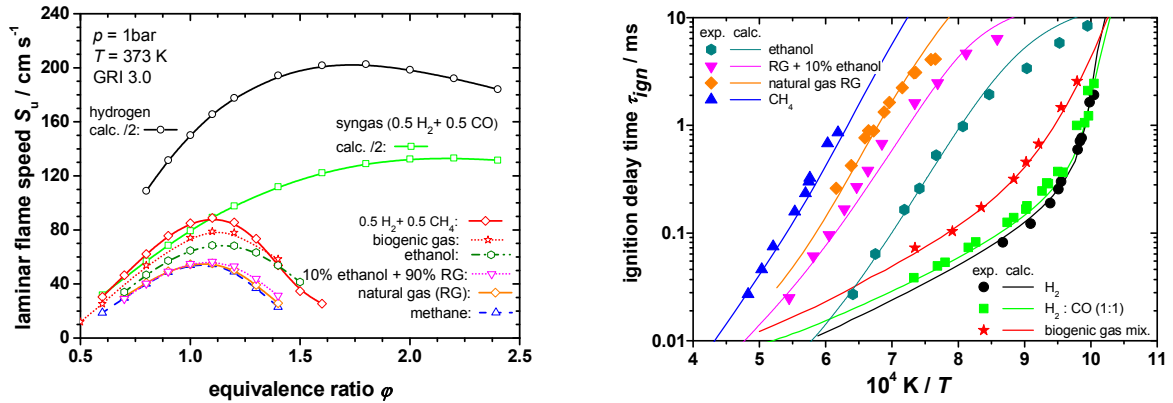 240
200
160
120
80
40
0
laminar flame speed Su / cm s-1
p = 1bar
T = 373 K
GRI 3.0
hydrogen
calc. /2:
syngas (0.5 H2+ 0.5 CO)
calc. /2:
0.5 H2+ 0.5 CH4:
biogenic gas:
ethanol:
10% ethanol + 90% RG:
natural gas (RG):
methane:
0.5 1.0 1.5 2.0 2.5
equivalence ratio φ
10
1
0.1
0.01
ignition delay time τign / ms
exp. calc.
ethanol
RG + 10% ethanol
natural gas RG
CH4
exp. calc.
H2
H2 : CO (1:1)
biogenic gas mix.
4 5 6 7 8 9 10 11
10^4 K / T